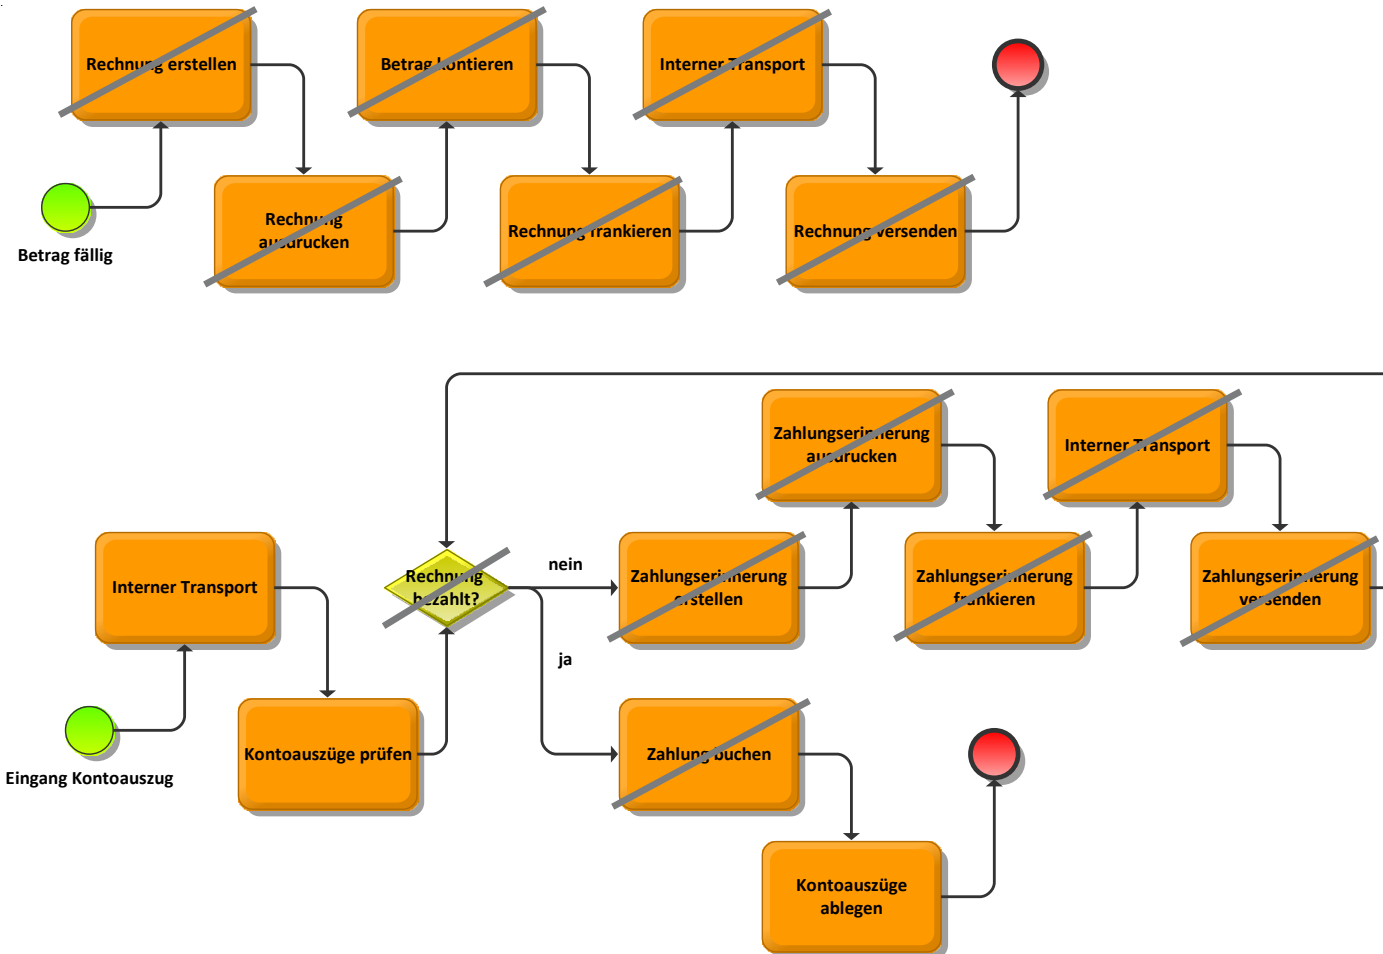 Rechnung erstellen
Betrag kontieren
Interner Transport
Rechnung
ausdrucken
Rechnung frankieren
Rechnung versenden
Betrag fällig
Zahlungserinnerung
ausdrucken
Interner Transport
Interner Transport
Rechnung
bezahlt?
nein
Zahlungserinnerung
erstellen
Zahlungserinnerung
frankieren
Zahlungserinnerung
versenden
ja
Kontoauszüge prüfen
Zahlung buchen
Eingang Kontoauszug
Kontoauszüge
ablegen